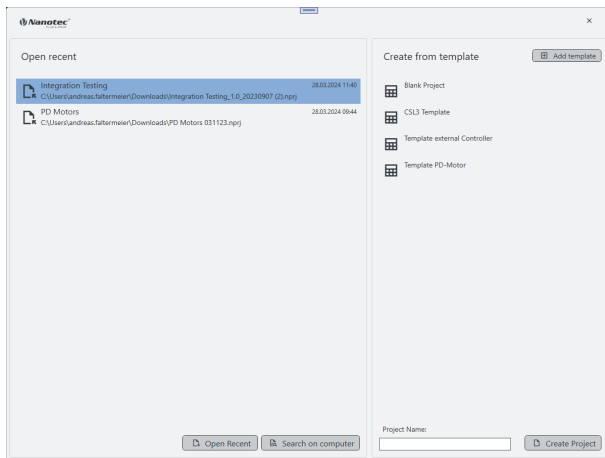 Nanotec
Open recent
Integration Testing
28.03.2024 11:40
C:\Users\andreas.faltermeier\Downloads\Integration Testing_1.0_20230907 (2).nprj
PD Motors
28.03.2024 09:44
C:\Users\andreas.faltermeier\Downloads\PD Motors 031123.nprj
Open Recent
Search on computer
Create from template
Add template
Blank Project
CSL3 Template
Template external Controller
Template PD-Motor
Project Name:
Create Project